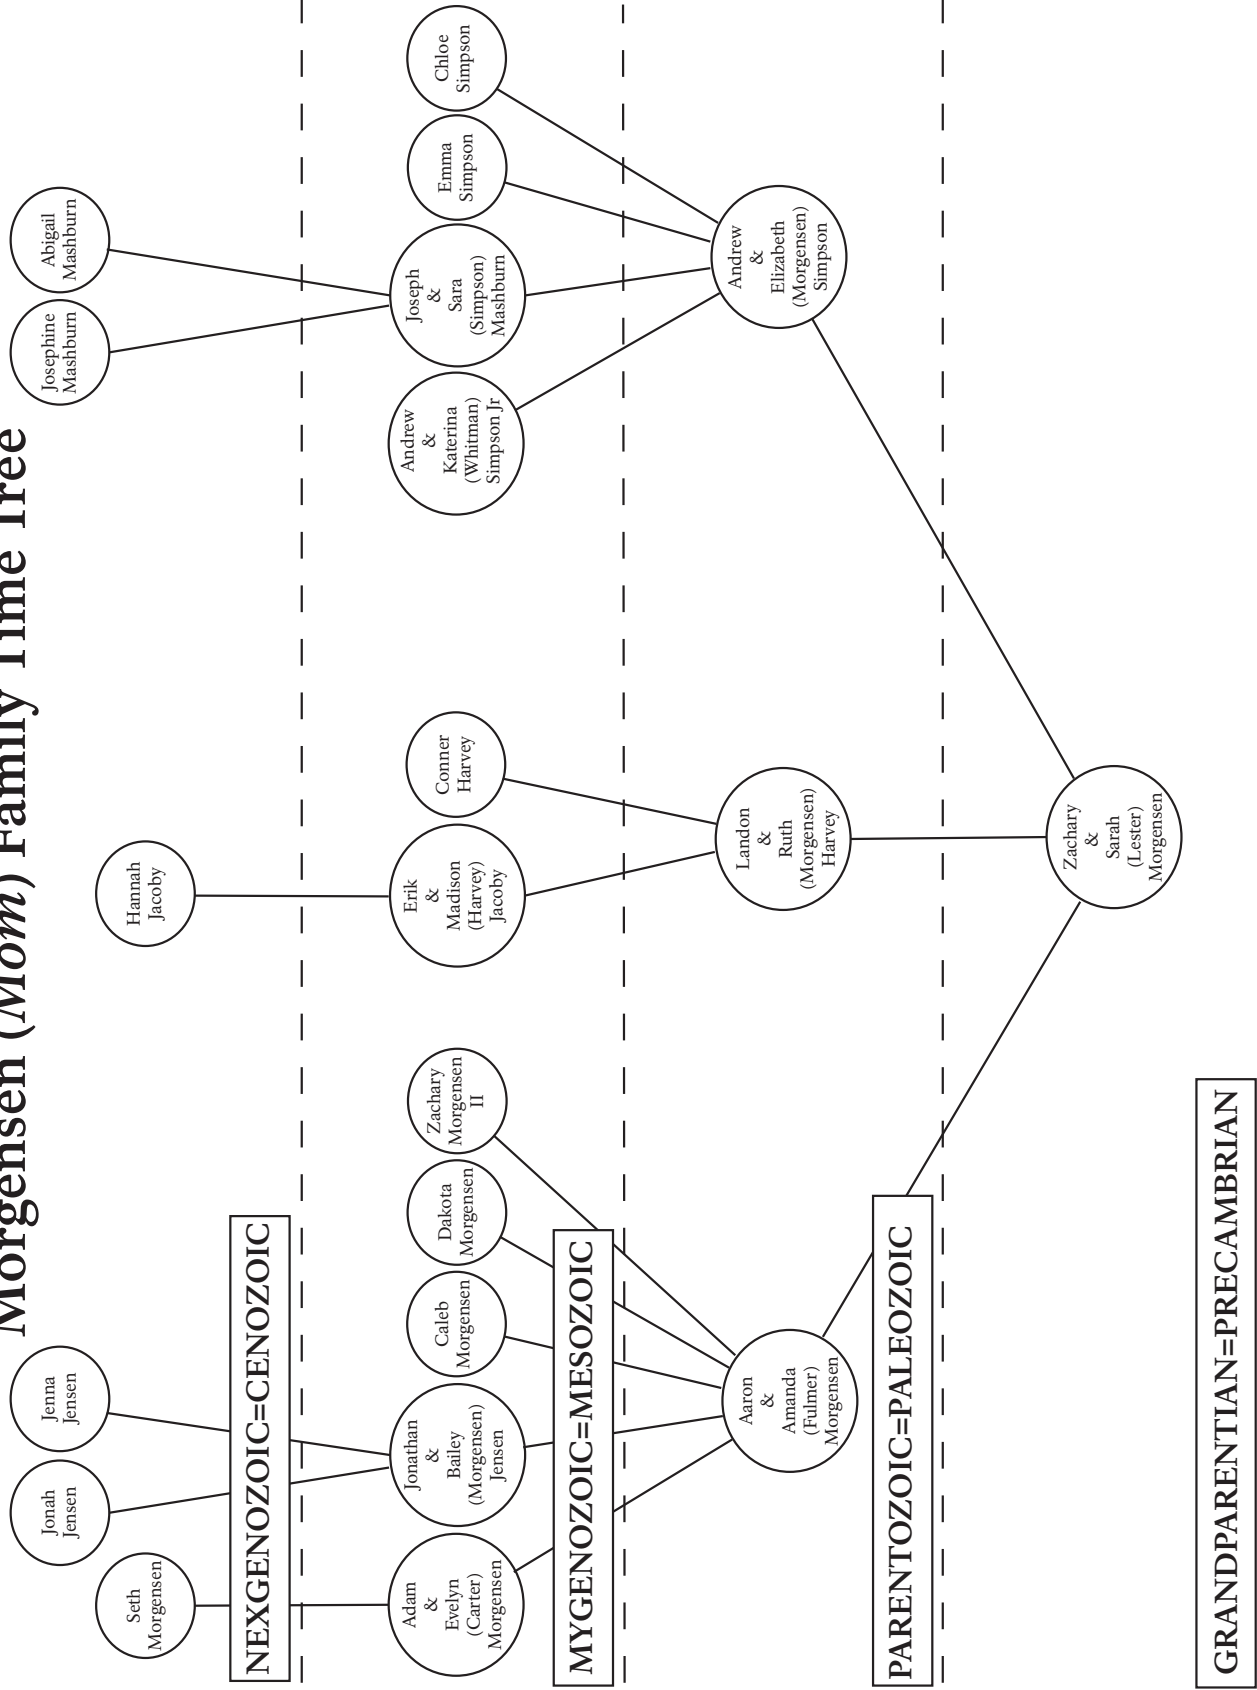 Morgensen (Mom) Family Time Tree
Jonah
Jensen
Jenna
Jensen
Josephine
Mashburn
Abigail
Mashburn
Seth
Morgensen
Hannah
Jacoby
NEXGENOZOIC=CENOZOIC
Adam
&
Evelyn
(Carter)
Morgensen
Jonathan
&
Bailey
(Morgensen)
Jensen
Caleb
Morgensen
Dakota
Morgensen
Zachary
Morgensen
II
Erik
&
Madison
(Harvey)
Jacoby
Conner
Harvey
Andrew
&
Katerina
(Whitman)
Simpson Jr
Joseph
&
Sara
(Simpson)
Mashburn
Emma
Simpson
Chloe
Simpson
MYGENOZOIC=MESOZOIC
Aaron
&
Amanda
(Fulmer)
Morgensen
Landon
&
Ruth
(Morgensen)
Harvey
Andrew
&
Elizabeth
(Morgensen)
Simpson
PARENTOZOIC=PALEOZOIC
Zachary
&
Sarah
(Lester)
Morgensen
GRANDPARENTIAN=PRECAMBRIAN